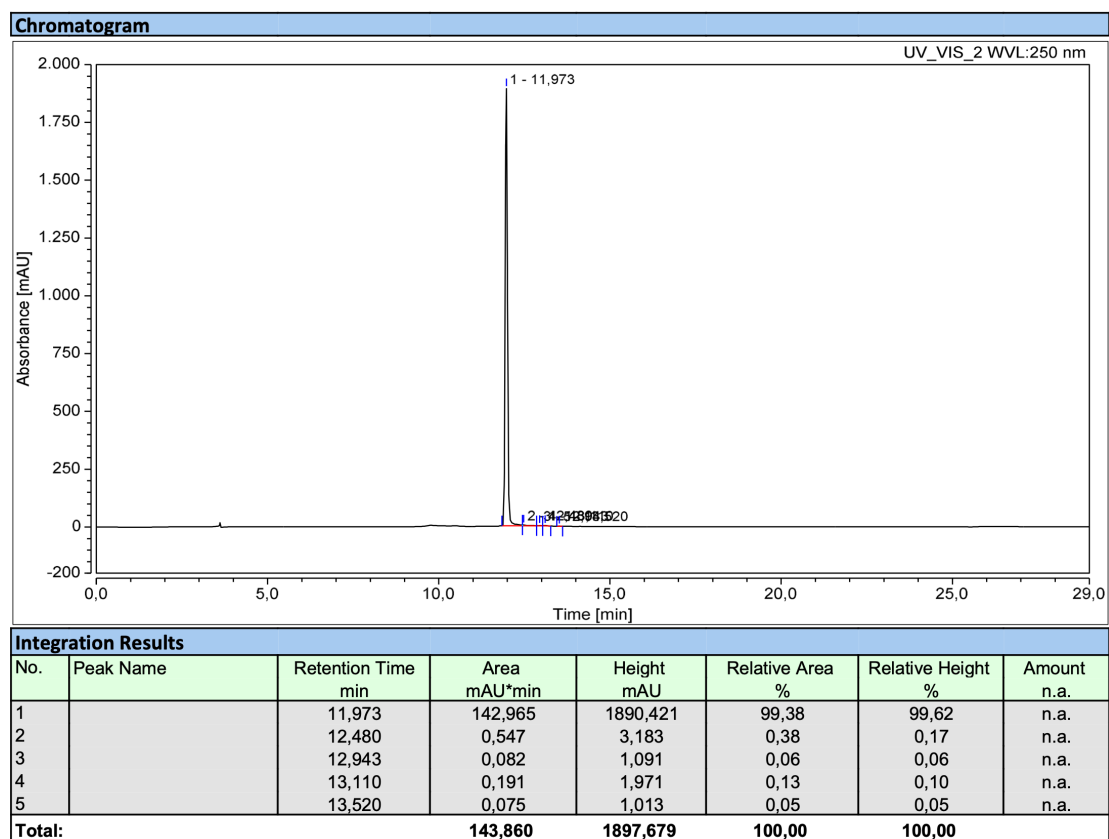 Chromatogram
UV_VIS_2 WVL:250 nm
2.000
1 - 11,973
1.750
1.500
1.250
1.000
750
500
250
0
-200
Absorbance [mAU]
0,0 5,0 10,0 15,0 20,0 25,0 29,0
Time [min]
Integration Results
No. Peak Name Retention Time Area Height Relative Area Relative Height Amount
min mAU*min mAU % % n.a.
1 11,973 142,965 1890,421 99,38 99,62 n.a.
2 12,480 0,547 3,183 0,38 0,17 n.a.
3 12,943 0,082 1,091 0,06 0,06 n.a.
4 13,110 0,191 1,971 0,13 0,10 n.a.
5 13,520 0,075 1,013 0,05 0,05 n.a.
Total: 143,860 1897,679 100,00 100,00